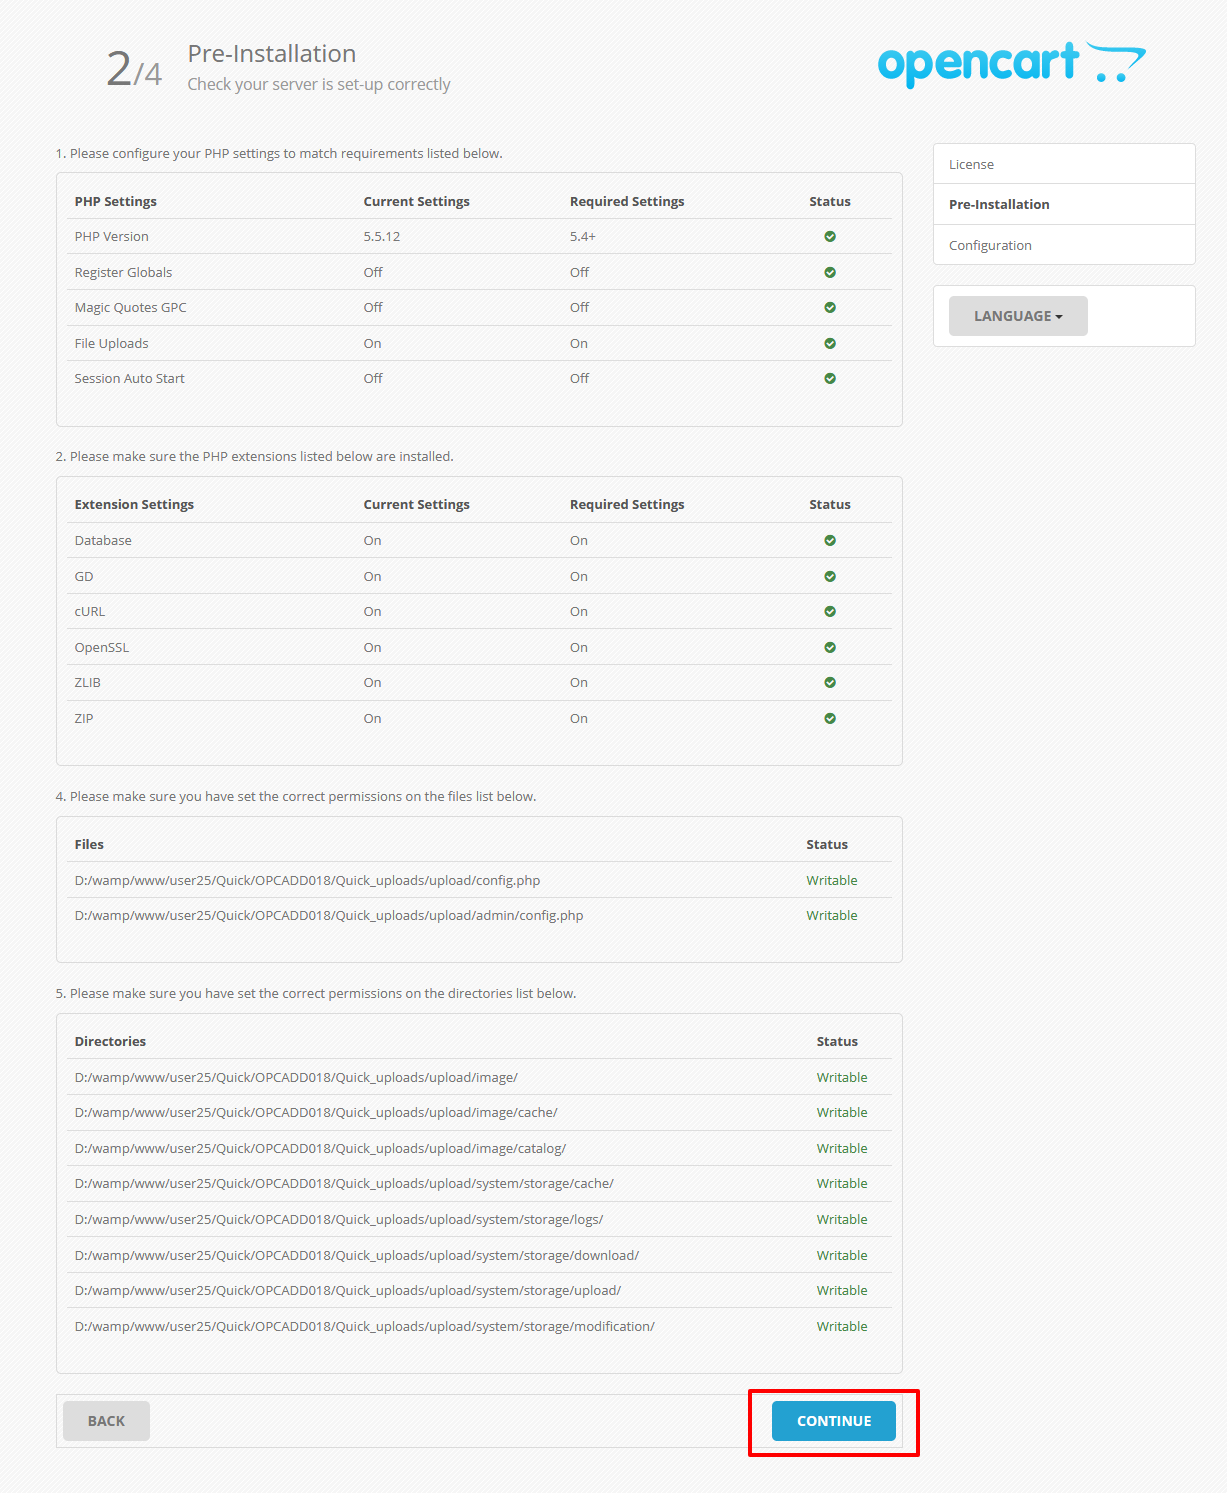 2/4
Pre-Installation
Check your server is set-up correctly
opencart
1. Please configure your PHP settings to match requirements listed below.
PHP Settings Current Settings Required Settings Status
PHP Version 5.5.12 5.4+
Register Globals Off Off
Magic Quotes GPC Off Off
File Uploads On On
Session Auto Start Off Off
License
Pre-Installation
Configuration
LANGUAGE
2. Please make sure the PHP extensions listed below are installed.
Extension Settings Current Settings Required Settings Status
Database On On
GD On On
cURL On On
OpenSSL On On
ZLIB On On
ZIP On On
4. Please make sure you have set the correct permissions on the files list below.
Files Status
D:/wamp/www/user25/Quick/OPCADD018/Quick_uploads/upload/config.php Writable
D:/wamp/www/user25/Quick/OPCADD018/Quick_uploads/upload/admin/config.php Writable
5. Please make sure you have set the correct permissions on the directories list below.
Directories Status
D:/wamp/www/user25/Quick/OPCADD018/Quick_uploads/upload/image/ Writable
D:/wamp/www/user25/Quick/OPCADD018/Quick_uploads/upload/image/cache/ Writable
D:/wamp/www/user25/Quick/OPCADD018/Quick_uploads/upload/image/catalog/ Writable
D:/wamp/www/user25/Quick/OPCADD018/Quick_uploads/upload/system/storage/cache/ Writable
D:/wamp/www/user25/Quick/OPCADD018/Quick_uploads/upload/system/storage/logs/ Writable
D:/wamp/www/user25/Quick/OPCADD018/Quick_uploads/upload/system/storage/download/ Writable
D:/wamp/www/user25/Quick/OPCADD018/Quick_uploads/upload/system/storage/upload/ Writable
D:/wamp/www/user25/Quick/OPCADD018/Quick_uploads/upload/system/storage/modification/ Writable
BACK CONTINUE